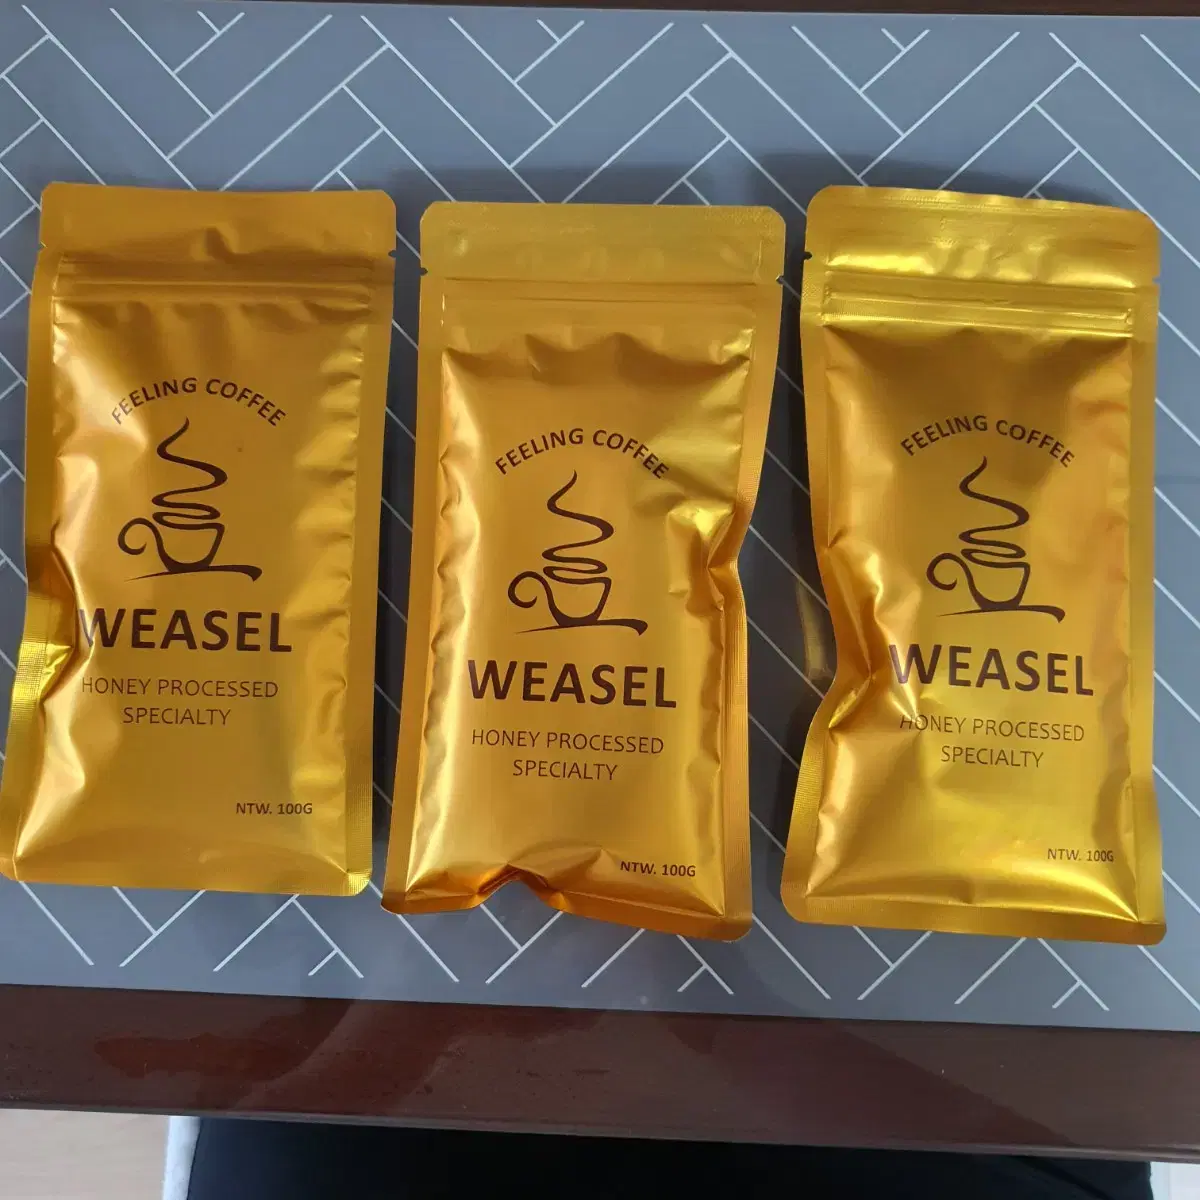 FEELING COFFEE
WEASEL
HONEY PROCESSED
SPECIALTY
NTW. 100G
FEELING COFFEE
WEASEL
HONEY PROCESSED
SPECIALTY
NTW. 100G
FEELING COFFEE
WEASEL
HONEY PROCESSED
SPECIALTY
NTW. 100G